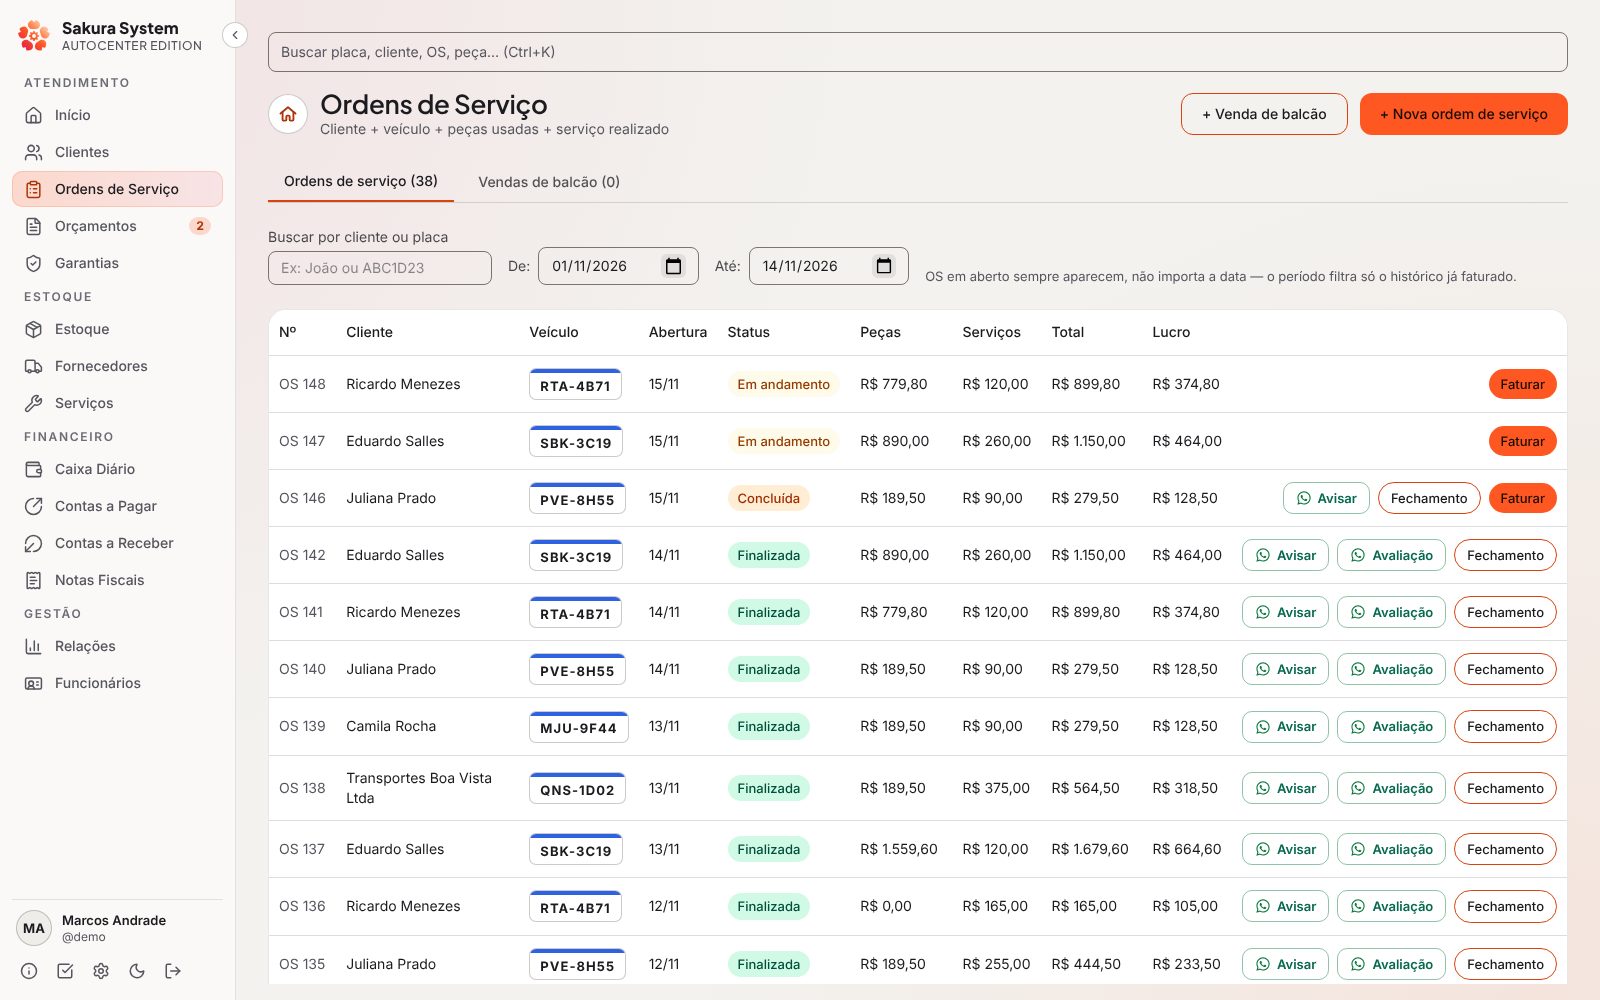 Sakura System
AUTOCENTER EDITION
ATENDIMENTO
Início
Clientes
Ordens de Serviço
Orçamentos 2
Garantias
ESTOQUE
Estoque
Fornecedores
Serviços
FINANCEIRO
Caixa Diário
Contas a Pagar
Contas a Receber
Notas Fiscais
GESTÃO
Relações
Funcionários
MA
Marcos Andrade
@demo
Buscar placa, cliente, OS, peça... (Ctrl+K)
Ordens de Serviço
Cliente + veículo + peças usadas + serviço realizado
+ Venda de balcão
+ Nova ordem de serviço
Ordens de serviço (38) Vendas de balcão (0)
Buscar por cliente ou placa
Ex: João ou ABC1D23 De: 01/11/2026 Até: 14/11/2026 OS em aberto sempre aparecem, não importa a data — o período filtra só o histórico já faturado.
Nº Cliente Veículo Abertura Status Peças Serviços Total Lucro
OS 148 Ricardo Menezes RTA-4B71 15/11 Em andamento R$ 779,80 R$ 120,00 R$ 899,80 R$ 374,80 Faturar
OS 147 Eduardo Salles SBK-3C19 15/11 Em andamento R$ 890,00 R$ 260,00 R$ 1.150,00 R$ 464,00 Faturar
OS 146 Juliana Prado PVE-8H55 15/11 Concluída R$ 189,50 R$ 90,00 R$ 279,50 R$ 128,50 Avisar Fechamento Faturar
OS 142 Eduardo Salles SBK-3C19 14/11 Finalizada R$ 890,00 R$ 260,00 R$ 1.150,00 R$ 464,00 Avisar Avaliação Fechamento
OS 141 Ricardo Menezes RTA-4B71 14/11 Finalizada R$ 779,80 R$ 120,00 R$ 899,80 R$ 374,80 Avisar Avaliação Fechamento
OS 140 Juliana Prado PVE-8H55 14/11 Finalizada R$ 189,50 R$ 90,00 R$ 279,50 R$ 128,50 Avisar Avaliação Fechamento
OS 139 Camila Rocha MJU-9F44 13/11 Finalizada R$ 189,50 R$ 90,00 R$ 279,50 R$ 128,50 Avisar Avaliação Fechamento
OS 138 Transportes Boa Vista Ltda QNS-1D02 13/11 Finalizada R$ 189,50 R$ 375,00 R$ 564,50 R$ 318,50 Avisar Avaliação Fechamento
OS 137 Eduardo Salles SBK-3C19 13/11 Finalizada R$ 1.559,60 R$ 120,00 R$ 1.679,60 R$ 664,60 Avisar Avaliação Fechamento
OS 136 Ricardo Menezes RTA-4B71 12/11 Finalizada R$ 0,00 R$ 165,00 R$ 165,00 R$ 105,00 Avisar Avaliação Fechamento
OS 135 Juliana Prado PVE-8H55 12/11 Finalizada R$ 189,50 R$ 255,00 R$ 444,50 R$ 233,50 Avisar Avaliação Fechamento